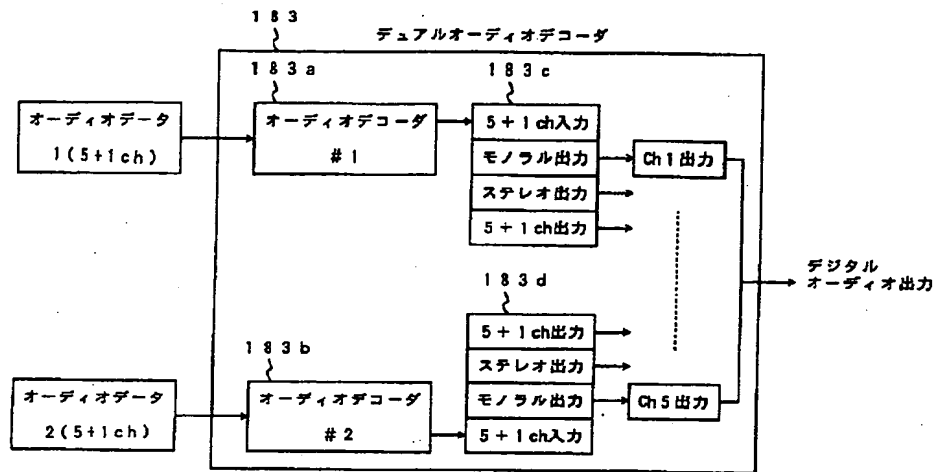 183
デュアルオーディオデコーダ
183a
183c
オーディオデータ
1(5+1ch)
オーディオデコーダ
#1
5+1ch入力
モノラル出力
ステレオ出力
5+1ch出力
Ch1出力
デジタル
オーディオ出力
183d
5+1ch出力
ステレオ出力
モノラル出力
5+1ch入力
Ch5出力
183b
オーディオデータ
2(5+1ch)
オーディオデコーダ
#2